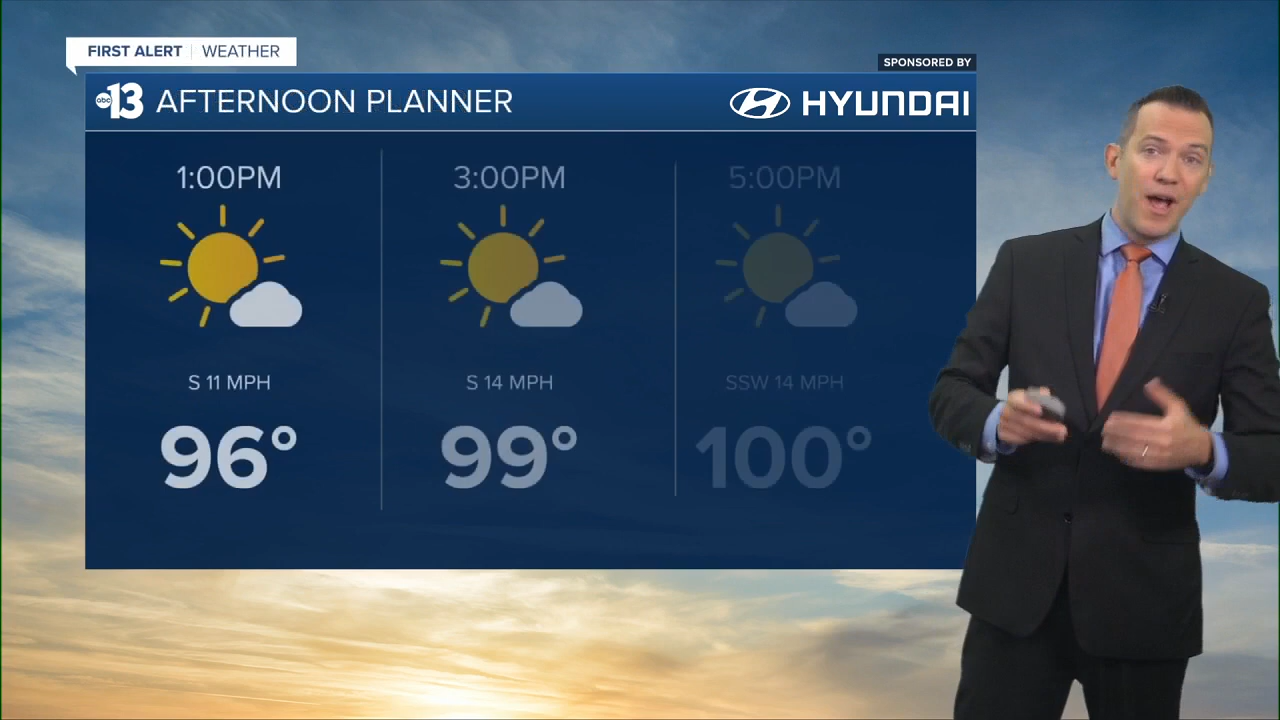 FIRST ALERT | WEATHER
SPONSORED BY
abc 13 AFTERNOON PLANNER
HYUNDAI
1:00PM
3:00PM
5:00PM
S 11 MPH
S 14 MPH
SSW 14 MPH
96°
99°
100°